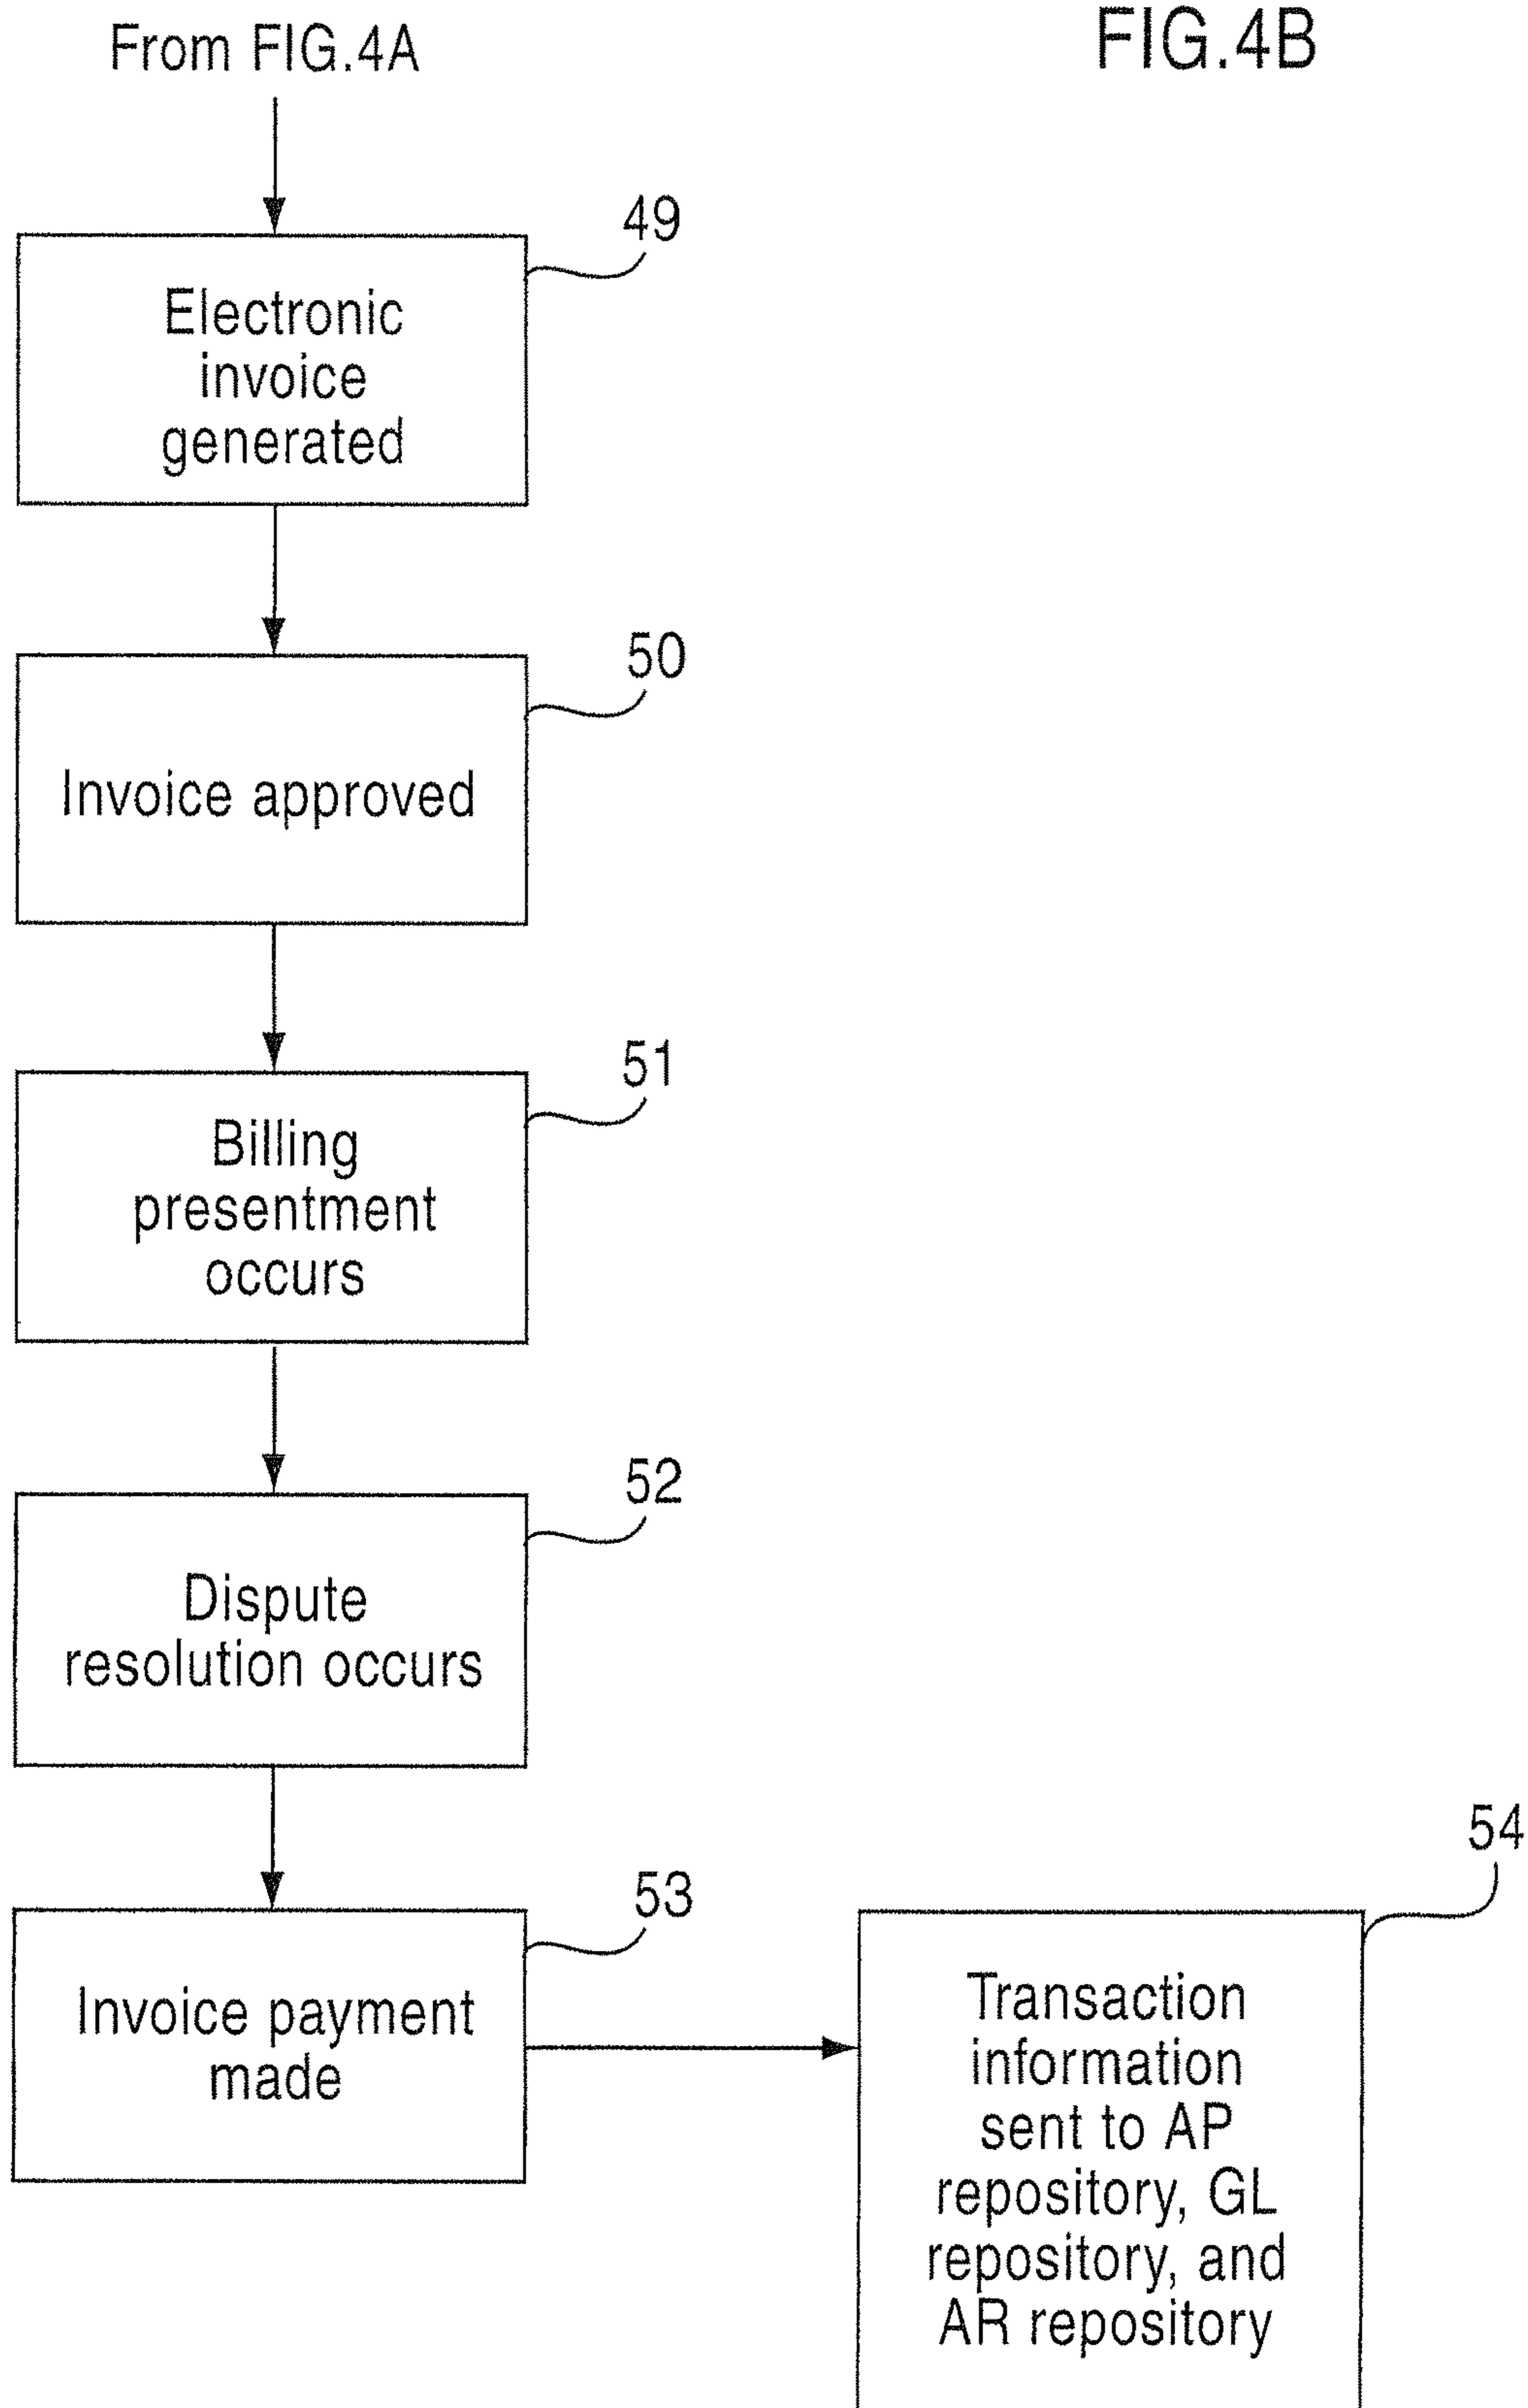 From FIG.4A
FIG.4B
49
Electronic
invoice
generated
50
Invoice approved
51
Billing
presentment
occurs
52
Dispute
resolution occurs
53
Invoice payment
made
54
Transaction
information
sent to AP
repository, GL
repository, and
AR repository